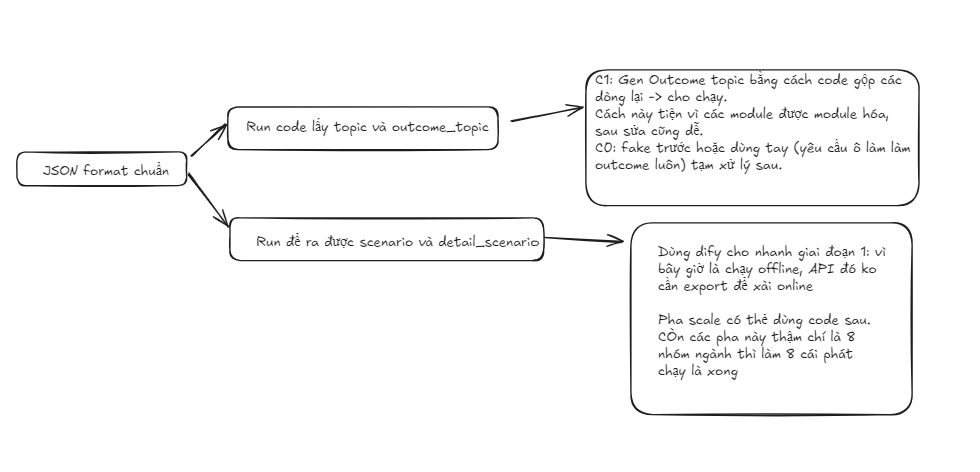 JSON format chuẩn
Run code lấy topic và outcome_topic
C1: Gen Outcome topic bằng cách code gộp các
dòng lại -> cho chạy.
Cách này tiện vì các module được module hóa,
sau sửa cũng dễ.
C0: fake trước hoặc dùng tay (yêu cầu ô làm làm
outcome luôn) tạm xử lý sau.
Run để ra được scenario và detail_scenario
Dùng dify cho nhanh giai đoạn 1: vì
bây giờ là chạy offline, API đó ko
cần export để xài online
Pha scale có thể dùng code sau.
CÒn các pha này thậm chí là 8
nhóm ngành thì làm 8 cái phát
chạy là xong